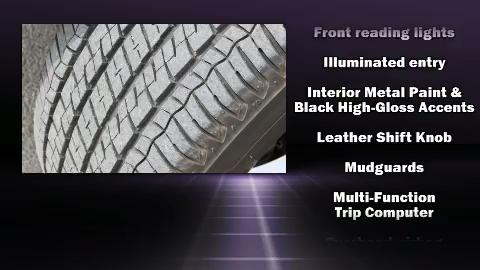 Front reading lights
Illuminated entry
Interior Metal Paint &
Black High-Gloss Accents
Leather Shift Knob
Mudguards
Multi-Function
Trip Computer